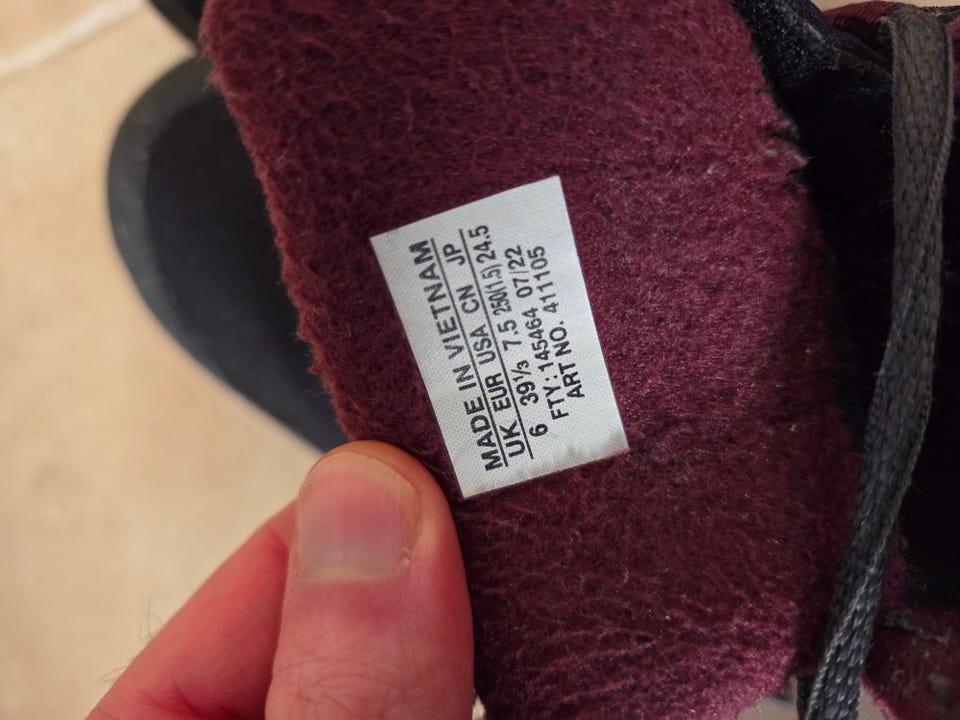 MADE IN VIETNAM
UK EUR USA CN JP
6 39⅓ 7.5 250(1.5) 24.5
FTY: 145464 07/22
ART NO. 411105